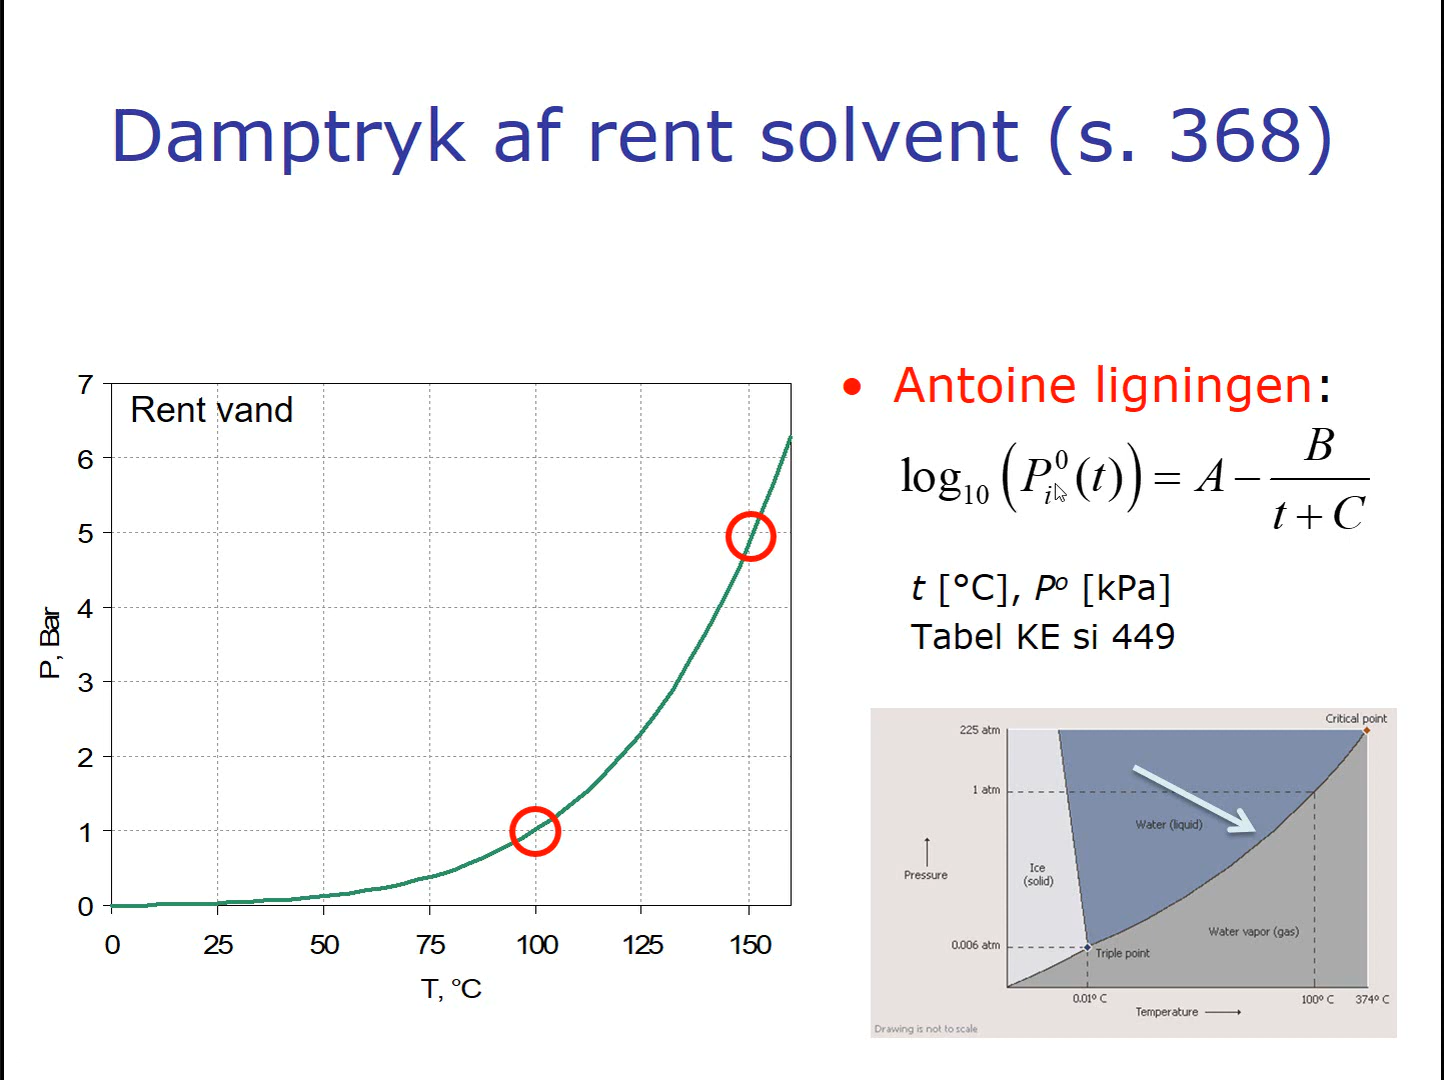 Damptryk af rent solvent (s. 368)
7
Rent vand
6
5
4
3
2
1
0
P, Bar
0 25 50 75 100 125 150
T, °C
• Antoine ligningen:
log₁₀(Pᵢ⁰(t)) = A − B/(t + C)
t [°C], Pᵒ [kPa]
Tabel KE si 449
Critical point
225 atm
1 atm
Water (liquid)
Ice
(solid)
Pressure
Water vapor (gas)
0.006 atm
Triple point
0.01º C 100º C 374º C
Temperature
Drawing is not to scale